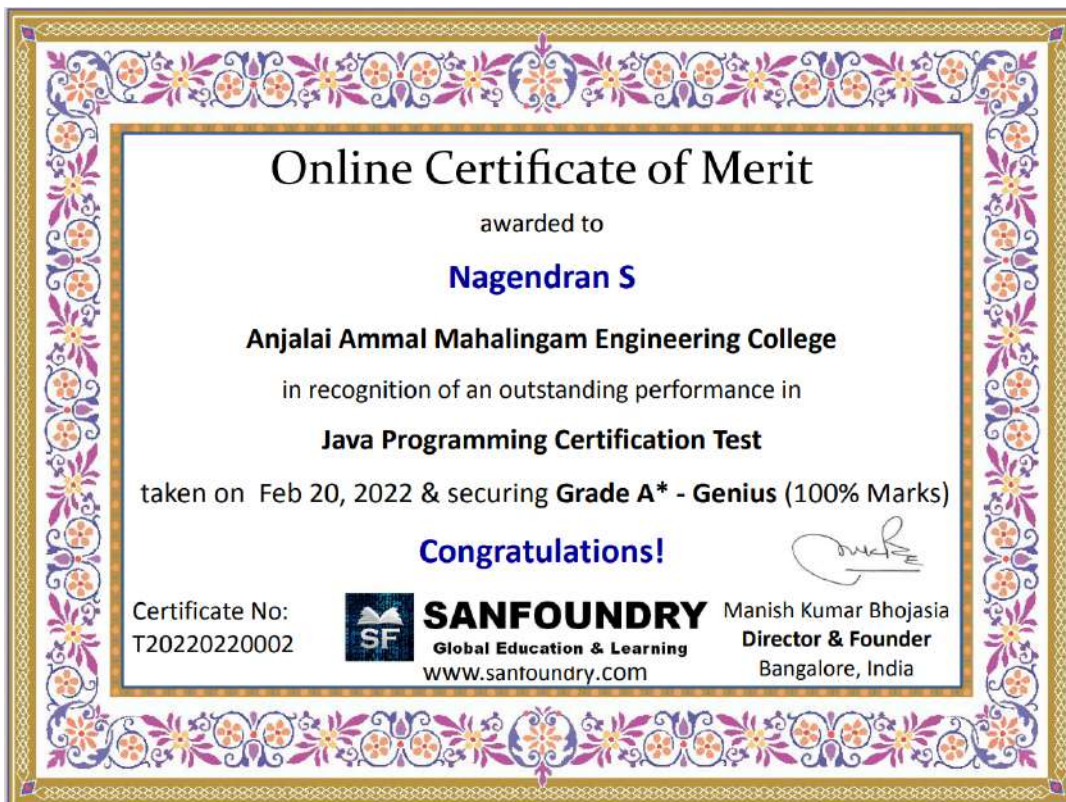 Online Certificate of Merit
awarded to
Nagendran S
Anjalai Ammal Mahalingam Engineering College
in recognition of an outstanding performance in
Java Programming Certification Test
taken on Feb 20, 2022 & securing Grade A* - Genius (100% Marks)
Congratulations!
Certificate No:
T20220220002
SF
SANFOUNDRY
Global Education & Learning
www.sanfoundry.com
Manish Kumar Bhojasia
Director & Founder
Bangalore, India